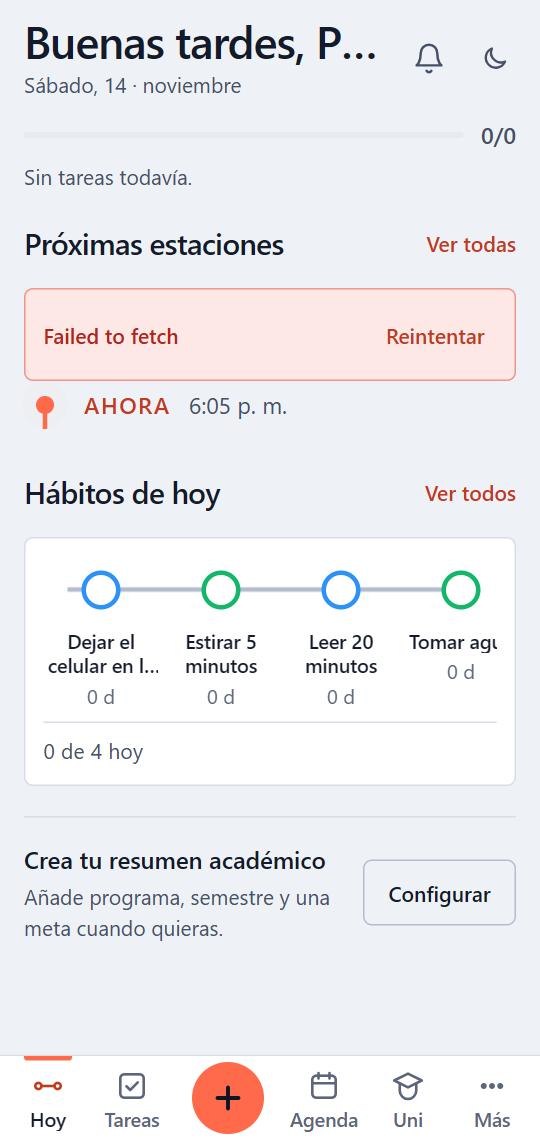 Buenas tardes, P...
Sábado, 14 · noviembre
0/0
Sin tareas todavía.
Próximas estaciones
Ver todas
Failed to fetch
Reintentar
AHORA 6:05 p. m.
Hábitos de hoy
Ver todos
Dejar el
celular en l...
0 d
Estirar 5
minutos
0 d
Leer 20
minutos
0 d
Tomar agu
0 d
0 de 4 hoy
Crea tu resumen académico
Añade programa, semestre y una
meta cuando quieras.
Configurar
Hoy
Tareas
Agenda
Uni
Más